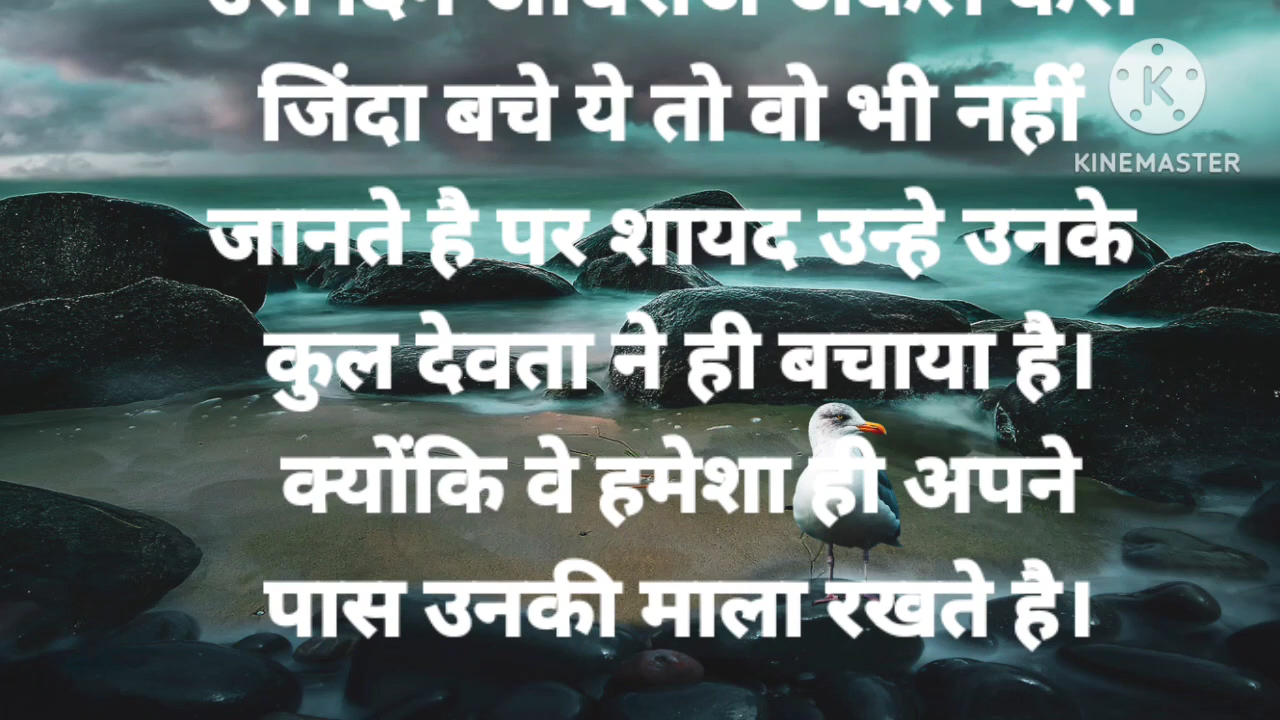 जिंदा बचे ये तो वो भी नहीं
जानते है पर शायद उन्हे उनके
कुल देवता ने ही बचाया है।
क्योंकि वे हमेशा ही अपने
पास उनकी माला रखते है।
K
KINEMASTER